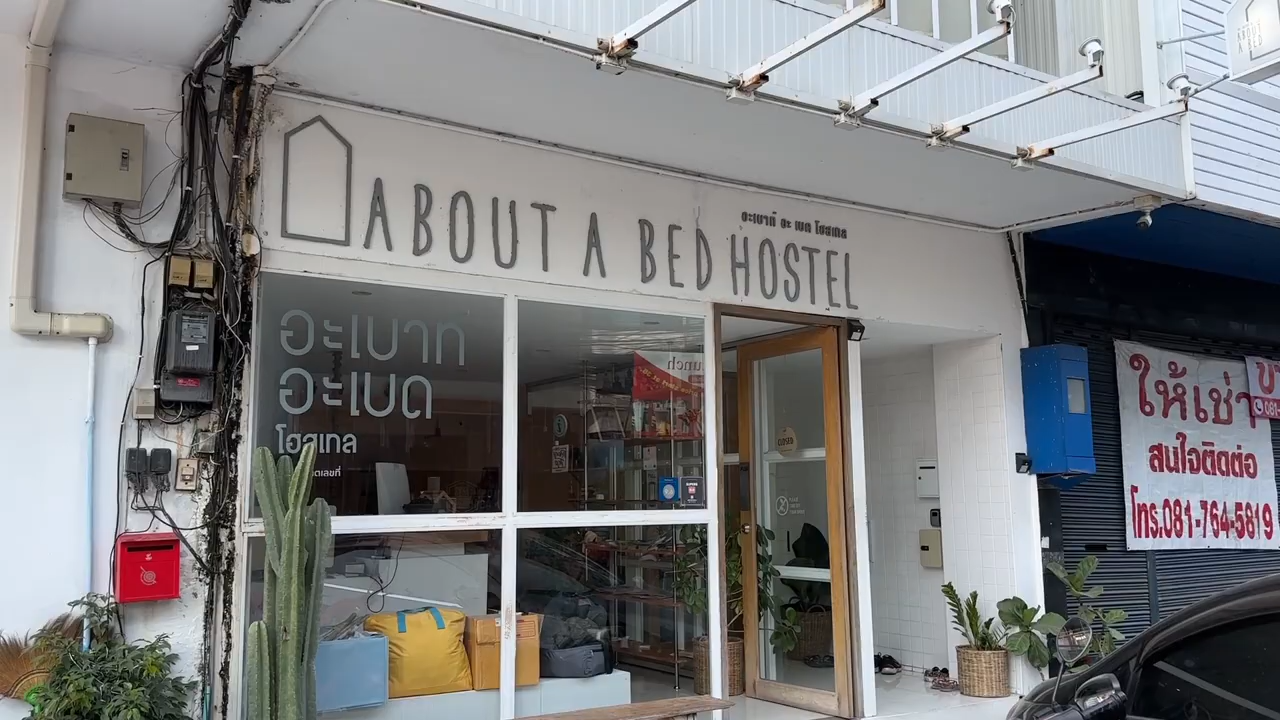 ABOUT A BED HOSTEL
อะเบาท์ อะ เบด โฮสเทล
อะเบาท
อะเบด
โฮสเทล
CLOSED
ให้เช่า
สนใจติดต่อ
โทร.081-764-5819